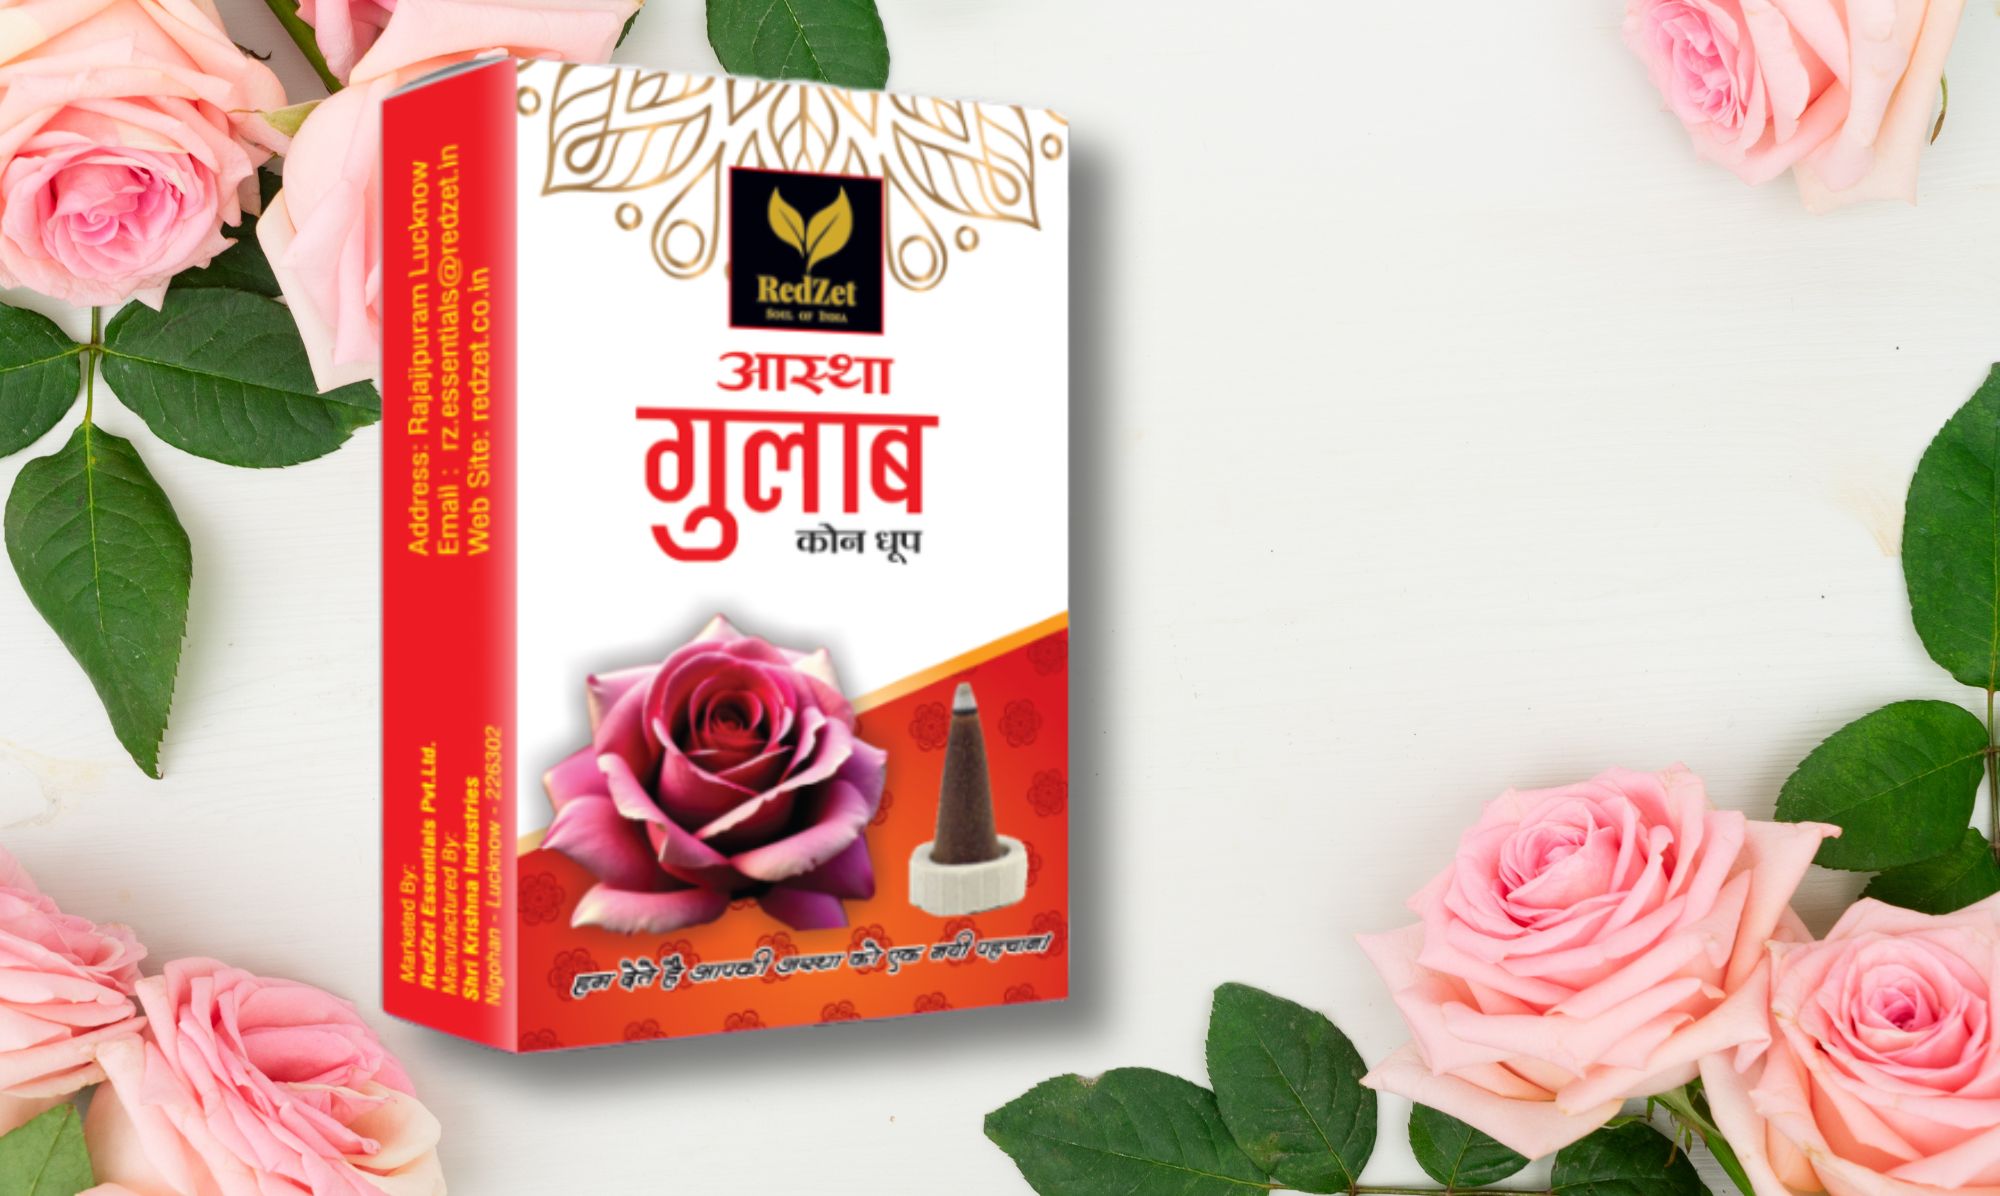 RedZet
SOUL OF INDIA
आस्था
गुलाब
कोन धूप
हम देते है आपकी अस्था को एक नयी पहचान।
Address: Rajajipuram Lucknow
Email : rz.essentials@redzet.in
Web Site: redzet.co.in
Marketed By:
RedZet Essentials Pvt.Ltd.
Manufactured By:
Shri Krishna Industries
Nigohan - Lucknow - 226302